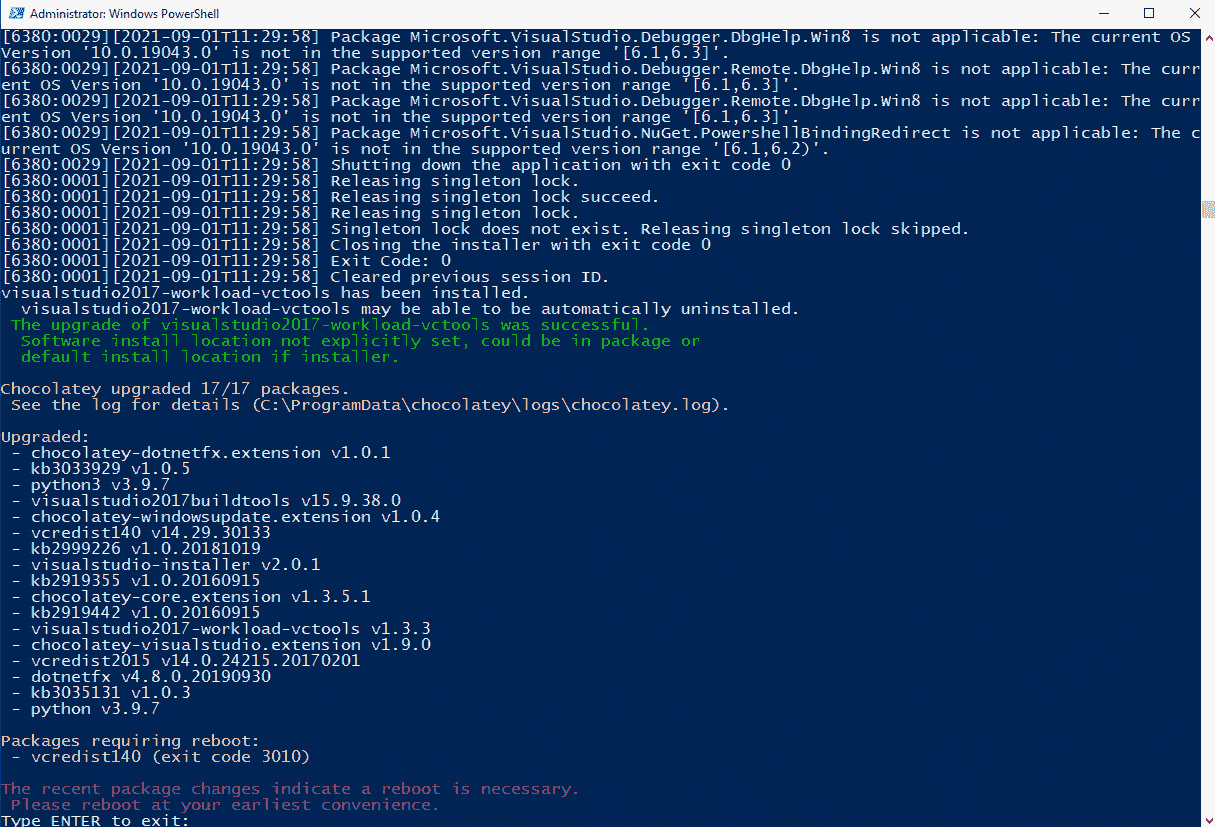 Administrator: Windows PowerShell
[6380:0029][2021-09-01T11:29:58] Package Microsoft.VisualStudio.Debugger.DbgHelp.Win8 is not applicable: The current OS
Version '10.0.19043.0' is not in the supported version range '[6.1,6.3]'.
[6380:0029][2021-09-01T11:29:58] Package Microsoft.VisualStudio.Debugger.Remote.DbgHelp.Win8 is not applicable: The curr
ent OS Version '10.0.19043.0' is not in the supported version range '[6.1,6.3]'.
[6380:0029][2021-09-01T11:29:58] Package Microsoft.VisualStudio.Debugger.Remote.DbgHelp.Win8 is not applicable: The curr
ent OS Version '10.0.19043.0' is not in the supported version range '[6.1,6.3]'.
[6380:0029][2021-09-01T11:29:58] Package Microsoft.VisualStudio.NuGet.PowershellBindingRedirect is not applicable: The c
urrent OS Version '10.0.19043.0' is not in the supported version range '[6.1,6.2)'.
[6380:0029][2021-09-01T11:29:58] Shutting down the application with exit code 0
[6380:0001][2021-09-01T11:29:58] Releasing singleton lock.
[6380:0001][2021-09-01T11:29:58] Releasing singleton lock succeed.
[6380:0001][2021-09-01T11:29:58] Releasing singleton lock.
[6380:0001][2021-09-01T11:29:58] Singleton lock does not exist. Releasing singleton lock skipped.
[6380:0001][2021-09-01T11:29:58] Closing the installer with exit code 0
[6380:0001][2021-09-01T11:29:58] Exit Code: 0
[6380:0001][2021-09-01T11:29:58] Cleared previous session ID.
visualstudio2017-workload-vctools has been installed.
  visualstudio2017-workload-vctools may be able to be automatically uninstalled.
 The upgrade of visualstudio2017-workload-vctools was successful.
  Software install location not explicitly set, could be in package or
  default install location if installer.

Chocolatey upgraded 17/17 packages.
 See the log for details (C:\ProgramData\chocolatey\logs\chocolatey.log).

Upgraded:
 - chocolatey-dotnetfx.extension v1.0.1
 - kb3033929 v1.0.5
 - python3 v3.9.7
 - visualstudio2017buildtools v15.9.38.0
 - chocolatey-windowsupdate.extension v1.0.4
 - vcredist140 v14.29.30133
 - kb2999226 v1.0.20181019
 - visualstudio-installer v2.0.1
 - kb2919355 v1.0.20160915
 - chocolatey-core.extension v1.3.5.1
 - kb2919442 v1.0.20160915
 - visualstudio2017-workload-vctools v1.3.3
 - chocolatey-visualstudio.extension v1.9.0
 - vcredist2015 v14.0.24215.20170201
 - dotnetfx v4.8.0.20190930
 - kb3035131 v1.0.3
 - python v3.9.7

Packages requiring reboot:
 - vcredist140 (exit code 3010)

The recent package changes indicate a reboot is necessary.
 Please reboot at your earliest convenience.
Type ENTER to exit: